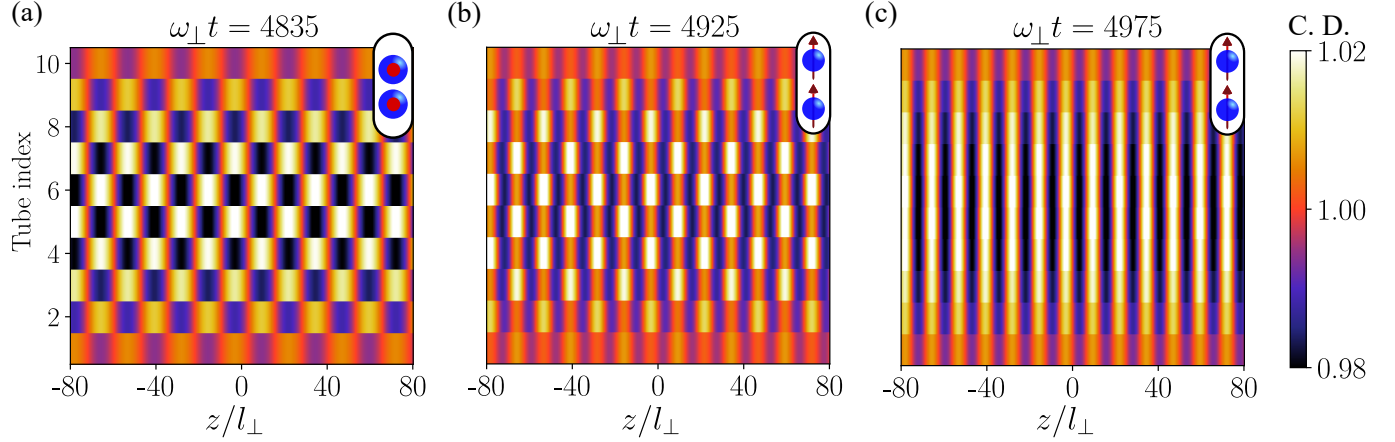 (a)
ω⊥t = 4835
(b)
ω⊥t = 4925
(c)
ω⊥t = 4975
C. D.
Tube index
10
8
6
4
2
1.02
1.00
0.98
-80 -40 0 40 80
-80 -40 0 40 80
-80 -40 0 40 80
z/l⊥
z/l⊥
z/l⊥